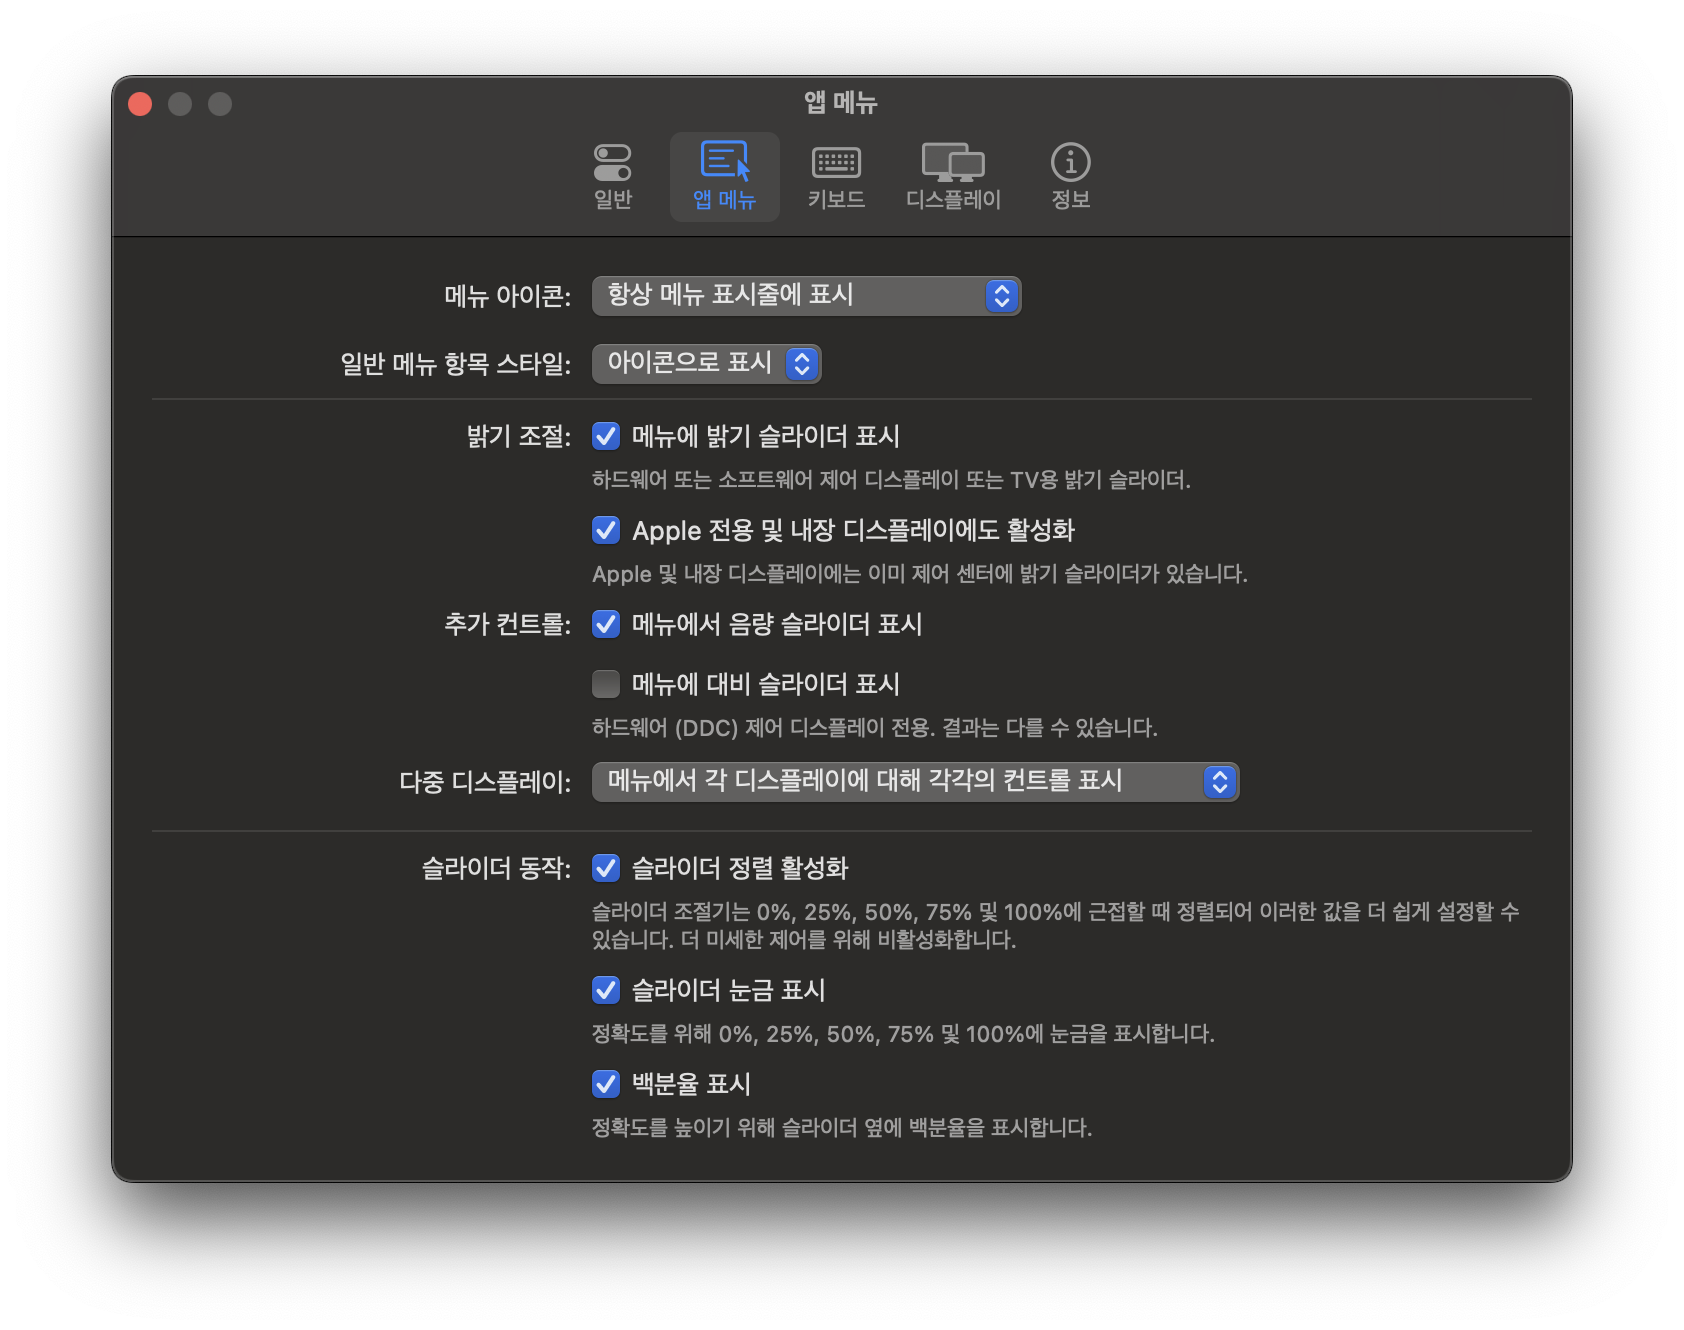 앱 메뉴
일반
앱 메뉴
키보드
디스플레이
정보
메뉴 아이콘: 항상 메뉴 표시줄에 표시
일반 메뉴 항목 스타일: 아이콘으로 표시
밝기 조절: 메뉴에 밝기 슬라이더 표시
하드웨어 또는 소프트웨어 제어 디스플레이 또는 TV용 밝기 슬라이더.
Apple 전용 및 내장 디스플레이에도 활성화
Apple 및 내장 디스플레이에는 이미 제어 센터에 밝기 슬라이더가 있습니다.
추가 컨트롤: 메뉴에서 음량 슬라이더 표시
메뉴에 대비 슬라이더 표시
하드웨어 (DDC) 제어 디스플레이 전용. 결과는 다를 수 있습니다.
다중 디스플레이: 메뉴에서 각 디스플레이에 대해 각각의 컨트롤 표시
슬라이더 동작: 슬라이더 정렬 활성화
슬라이더 조절기는 0%, 25%, 50%, 75% 및 100%에 근접할 때 정렬되어 이러한 값을 더 쉽게 설정할 수
있습니다. 더 미세한 제어를 위해 비활성화합니다.
슬라이더 눈금 표시
정확도를 위해 0%, 25%, 50%, 75% 및 100%에 눈금을 표시합니다.
백분율 표시
정확도를 높이기 위해 슬라이더 옆에 백분율을 표시합니다.